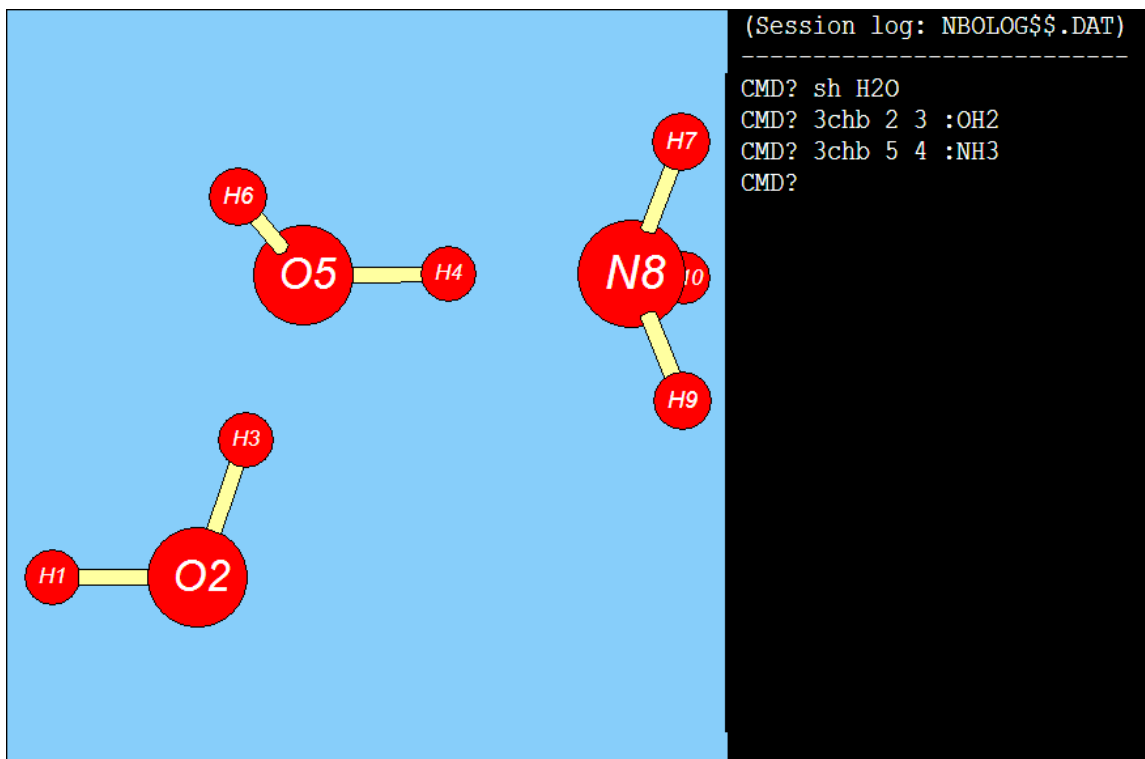 (Session log: NBOLOG$$.DAT)
---------------------------
CMD? sh H2O
CMD? 3chb 2 3 :OH2
CMD? 3chb 5 4 :NH3
CMD?
H7
H6
O5
H4
N8
H9
H3
H1
O2